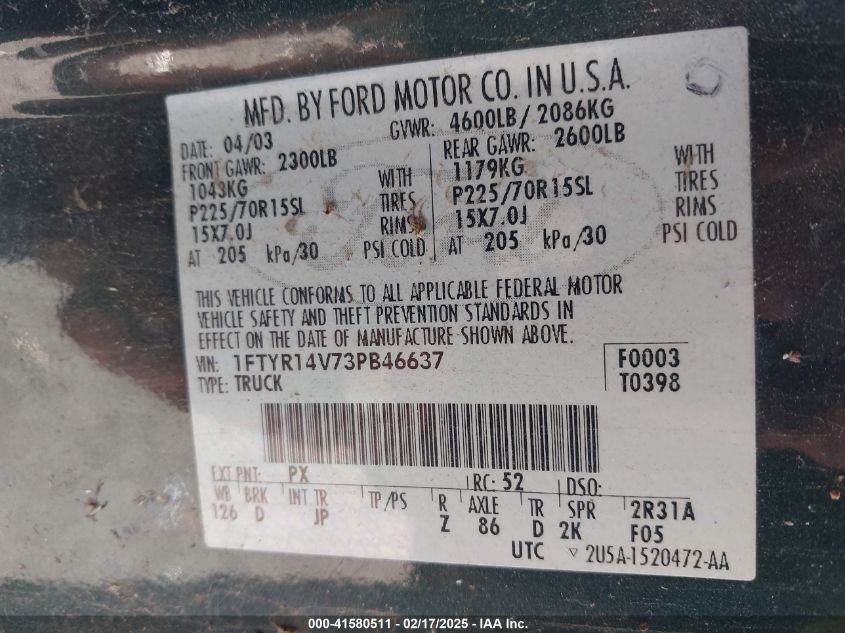 MFD. BY FORD MOTOR CO. IN U.S.A.
DATE: 04/03 GVWR: 4600LB/ 2086KG
FRONT GAWR: 2300LB REAR GAWR: 2600LB
1043KG WITH 1179KG WITH
P225/70R15SL TIRES P225/70R15SL TIRES
15X7.0J RIMS 15X7.0J RIMS
AT 205 kPa/30 PSI COLD AT 205 kPa/30 PSI COLD
THIS VEHICLE CONFORMS TO ALL APPLICABLE FEDERAL MOTOR
VEHICLE SAFETY AND THEFT PREVENTION STANDARDS IN
EFFECT ON THE DATE OF MANUFACTURE SHOWN ABOVE.
VIN: 1FTYR14V73PB46637 F0003
TYPE: TRUCK T0398
EXT PNT: PX RC: 52 DSO:
WB BRK INT TR TP/PS R AXLE TR SPR 2R31A
126 D JP Z 86 D 2K F05
UTC ▽ 2U5A-1520472-AA
000-41580511 - 02/17/2025 - IAA Inc.